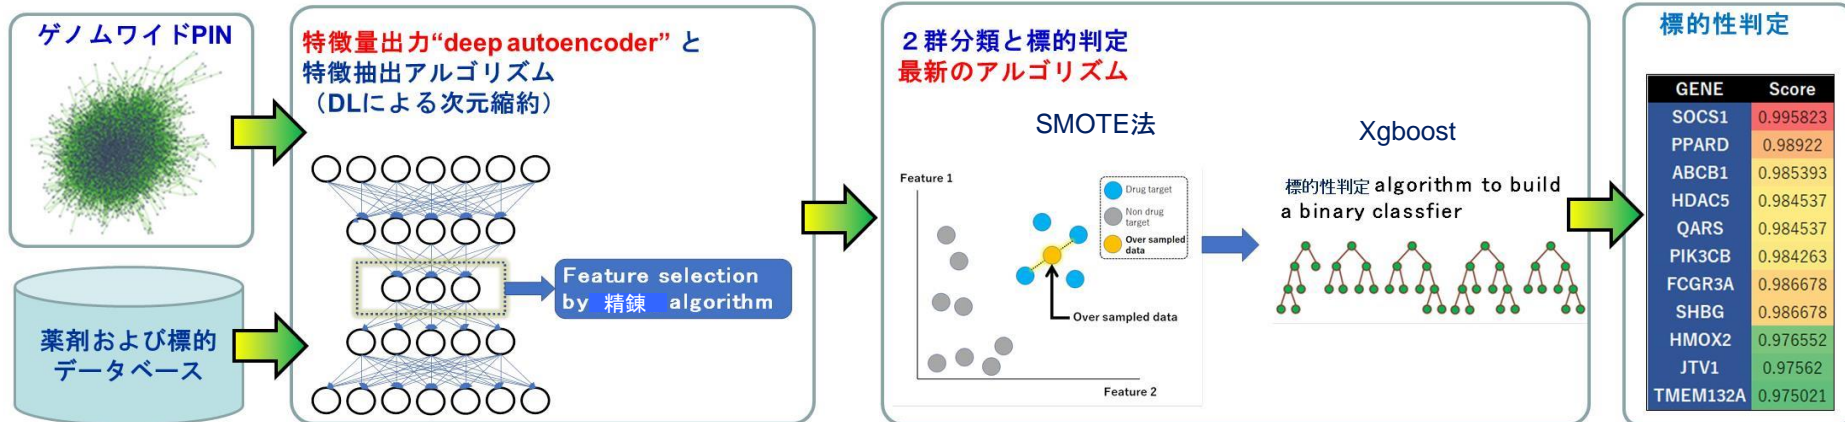 ゲノムワイドPIN
薬剤および標的
データベース
特徴量出力“deep autoencoder” と
特徴抽出アルゴリズム
（DLによる次元縮約）
Feature selection
by 精錬 algorithm
２群分類と標的判定
最新のアルゴリズム
SMOTE法
Feature 1
Drug target
Non drug
target
Over sampled
data
Over sampled data
Feature 2
Xgboost
標的性判定 algorithm to build
a binary classfier
標的性判定
GENE Score
SOCS1 0.995823
PPARD 0.98922
ABCB1 0.985393
HDAC5 0.984537
QARS 0.984537
PIK3CB 0.984263
FCGR3A 0.986678
SHBG 0.986678
HMOX2 0.976552
JTV1 0.97562
TMEM132A 0.975021